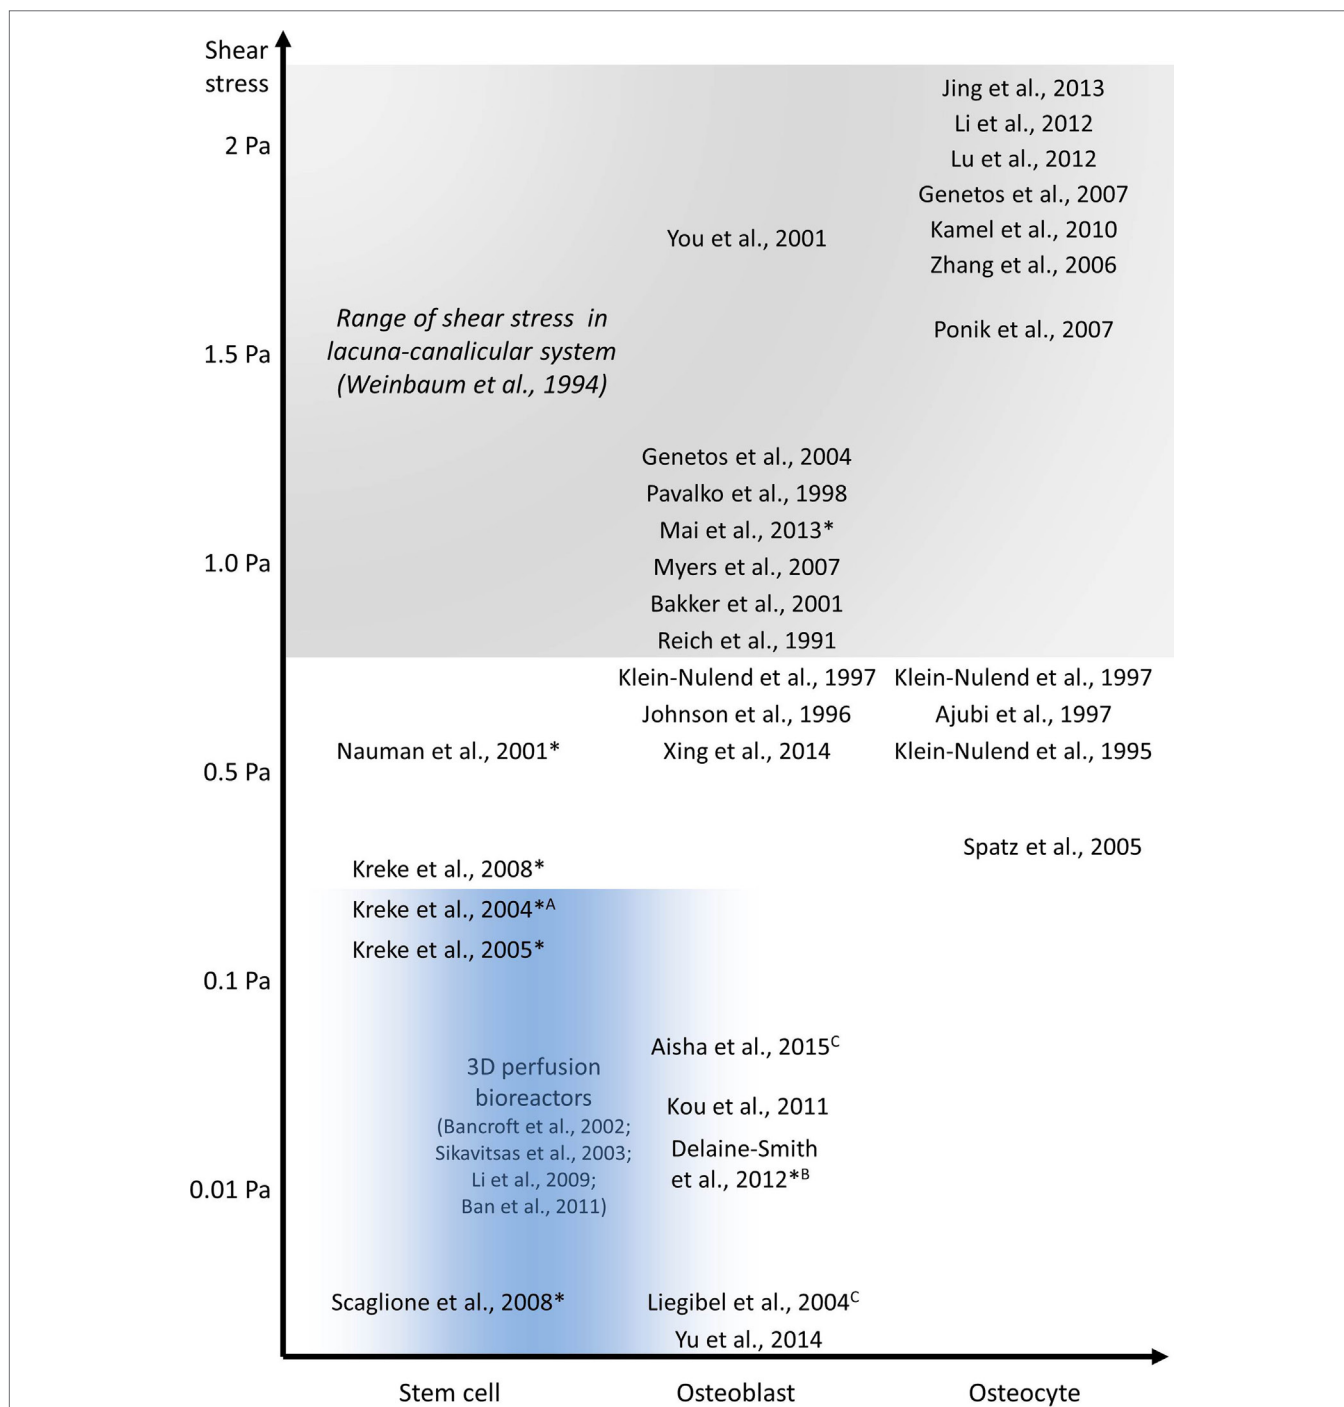 Shear
stress
2 Pa
1.5 Pa
1.0 Pa
0.5 Pa
0.1 Pa
0.01 Pa
Range of shear stress in
lacuna-canalicular system
(Weinbaum et al., 1994)
Nauman et al., 2001*
Kreke et al., 2008*
Kreke et al., 2004*A
Kreke et al., 2005*
3D perfusion
bioreactors
(Bancroft et al., 2002;
Sikavitsas et al., 2003;
Li et al., 2009;
Ban et al., 2011)
Scaglione et al., 2008*
You et al., 2001
Genetos et al., 2004
Pavalko et al., 1998
Mai et al., 2013*
Myers et al., 2007
Bakker et al., 2001
Reich et al., 1991
Klein-Nulend et al., 1997
Johnson et al., 1996
Xing et al., 2014
Aisha et al., 2015C
Kou et al., 2011
Delaine-Smith
et al., 2012*B
Liegibel et al., 2004C
Yu et al., 2014
Jing et al., 2013
Li et al., 2012
Lu et al., 2012
Genetos et al., 2007
Kamel et al., 2010
Zhang et al., 2006
Ponik et al., 2007
Klein-Nulend et al., 1997
Ajubi et al., 1997
Klein-Nulend et al., 1995
Spatz et al., 2005
Stem cell
Osteoblast
Osteocyte